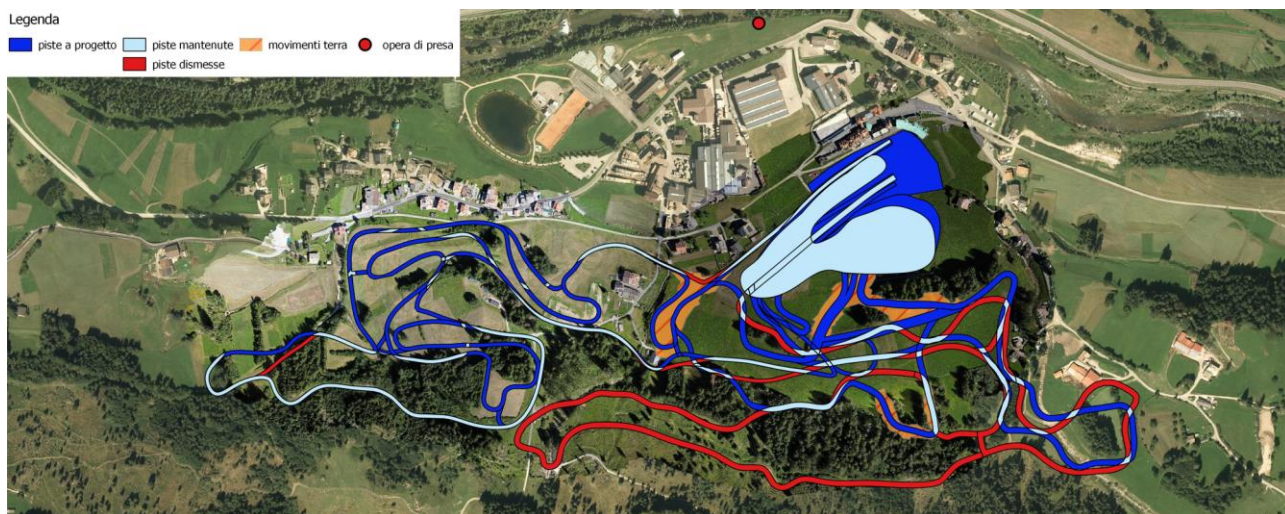 Legenda
piste a progetto piste mantenute movimenti terra opera di presa
piste dismesse